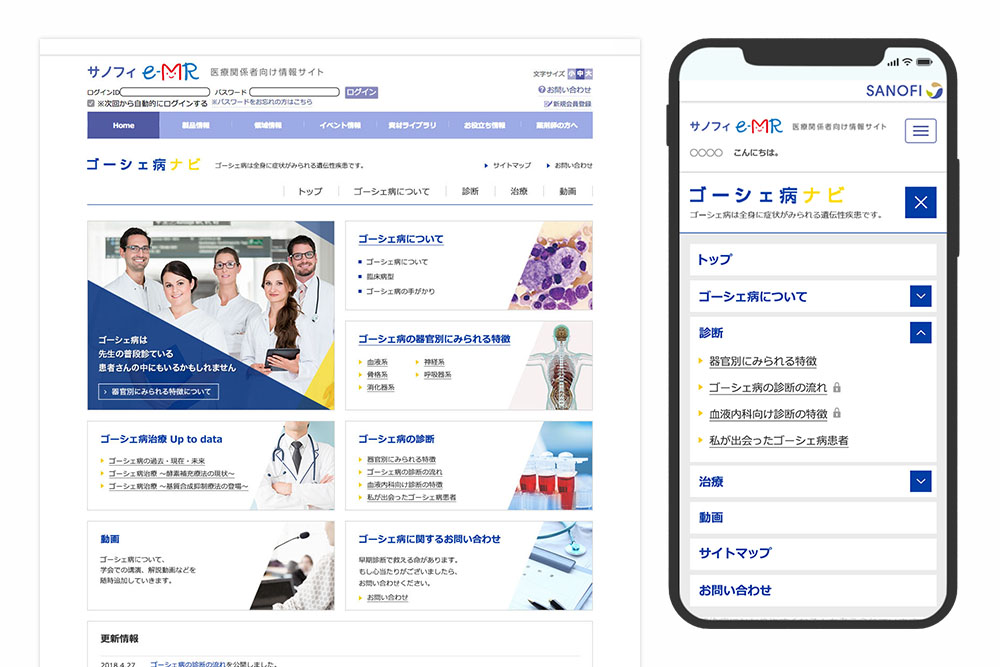 サノフィ e-MR 医療関係者向け情報サイト
文字サイズ 小 中 大
ログインID パスワード ログイン
お問い合わせ
※次回から自動的にログインする ※パスワードをお忘れの方はこちら
新規会員登録
Home 製品情報 領域情報 イベント情報 資材ライブラリ お役立ち情報 薬剤師の方へ
ゴーシェ病ナビ ゴーシェ病は全身に症状がみられる遺伝性疾患です。 サイトマップ お問い合わせ
トップ ゴーシェ病について 診断 治療 動画
ゴーシェ病は
先生の普段診ている
患者さんの中にもいるかもしれません
器官別にみられる特徴について
ゴーシェ病について
ゴーシェ病について
臨床病型
ゴーシェ病の手がかり
ゴーシェ病の器官別にみられる特徴
血液系 神経系
骨格系 呼吸器系
消化器系
ゴーシェ病治療 Up to data
ゴーシェ病の過去・現在・未来
ゴーシェ病治療 ～酵素補充療法の現状～
ゴーシェ病治療 ～基質合成抑制療法の登場～
ゴーシェ病の診断
器官別にみられる特徴
ゴーシェ病の診断の流れ
血液内科向け診断の特徴
私が出会ったゴーシェ病患者
動画
ゴーシェ病について、
学会での講演、解説動画などを
随時追加していきます。
ゴーシェ病に関するお問い合わせ
早期診断で救える命があります。
もし心当たりがございましたら、
お問い合わせください。
お問い合わせ
更新情報
2018.4.27 ゴーシェ病の診断の流れを公開しました。
SANOFI
サノフィ e-MR 医療関係者向け情報サイト
○○○○ こんにちは。
ゴーシェ病ナビ
ゴーシェ病は全身に症状がみられる遺伝性疾患です。
トップ
ゴーシェ病について
診断
器官別にみられる特徴
ゴーシェ病の診断の流れ
血液内科向け診断の特徴
私が出会ったゴーシェ病患者
治療
動画
サイトマップ
お問い合わせ